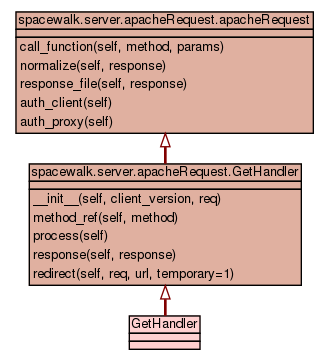 spacewalk.server.apacheRequest.apacheRequest
call_function(self, method, params)
normalize(self, response)
response_file(self, response)
auth_client(self)
auth_proxy(self)
spacewalk.server.apacheRequest.GetHandler
__init__(self, client_version, req)
method_ref(self, method)
process(self)
response(self, response)
redirect(self, req, url, temporary=1)
GetHandler